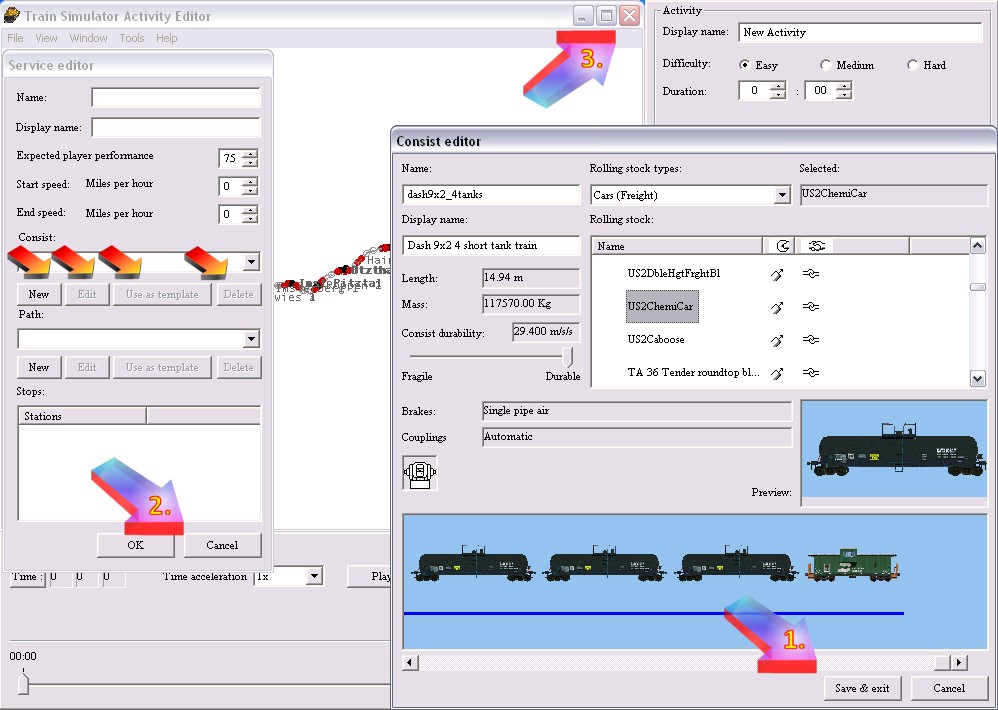 Train Simulator Activity Editor
File View Window Tools Help
3.
Activity
Display name: New Activity
Difficulty: Easy Medium Hard
Duration: 0 : 00
Service editor
Name:
Display name:
Expected player performance 75
Start speed: Miles per hour 0
End speed: Miles per hour 0
Consist:
New Edit Use as template Delete
Path:
New Edit Use as template Delete
Stops:
Stations
2.
OK Cancel
Time : 0 0 0 Time acceleration 1x Play
00:00
Consist editor
Name: Rolling stock types: Selected:
dash9x2_4tanks Cars (Freight) US2ChemiCar
Display name: Rolling stock:
Dash 9x2 4 short tank train Name
Length: 14.94 m
Mass: 117570.00 Kg
Consist durability: 29.400 m/s/s
Fragile Durable
US2DbleHgtFrghtBl
US2ChemiCar
US2Caboose
TA 36 Tender roundtop bl...
Brakes: Single pipe air
Couplings Automatic
Preview:
1.
Save & exit Cancel